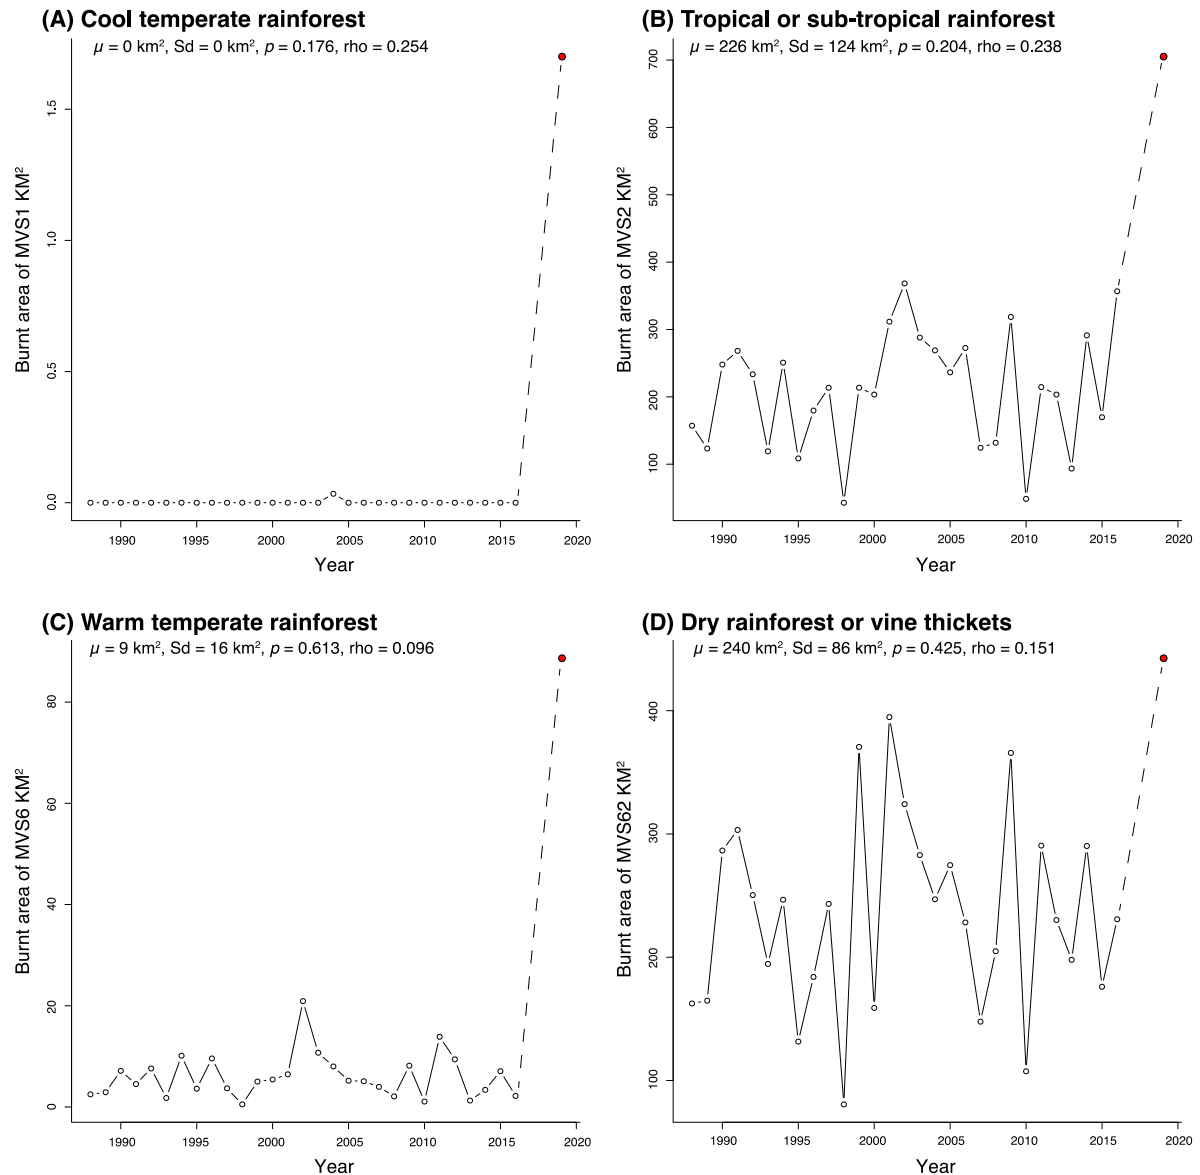 (A) Cool temperate rainforest
μ = 0 km², Sd = 0 km², p = 0.176, rho = 0.254
Burnt area of MVS1 KM²
1.5
1.0
0.5
0.0
1990 1995 2000 2005 2010 2015 2020
Year
(B) Tropical or sub-tropical rainforest
μ = 226 km², Sd = 124 km², p = 0.204, rho = 0.238
Burnt area of MVS2 KM²
700
600
500
400
300
200
100
1990 1995 2000 2005 2010 2015 2020
Year
(C) Warm temperate rainforest
μ = 9 km², Sd = 16 km², p = 0.613, rho = 0.096
Burnt area of MVS6 KM²
80
60
40
20
0
1990 1995 2000 2005 2010 2015 2020
Year
(D) Dry rainforest or vine thickets
μ = 240 km², Sd = 86 km², p = 0.425, rho = 0.151
Burnt area of MVS62 KM²
400
300
200
100
1990 1995 2000 2005 2010 2015 2020
Year